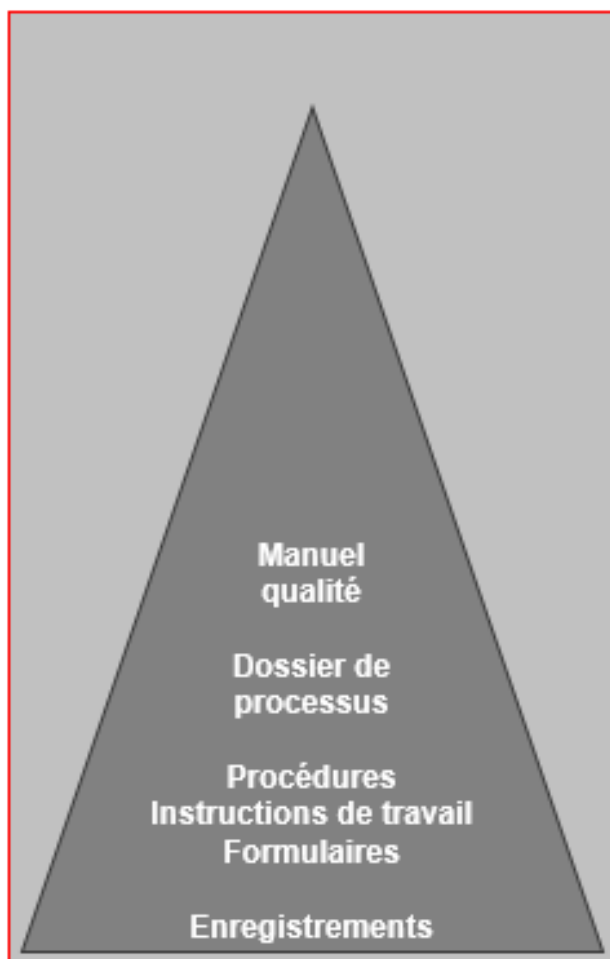 Manuel
qualité
Dossier de
processus
Procédures
Instructions de travail
Formulaires
Enregistrements